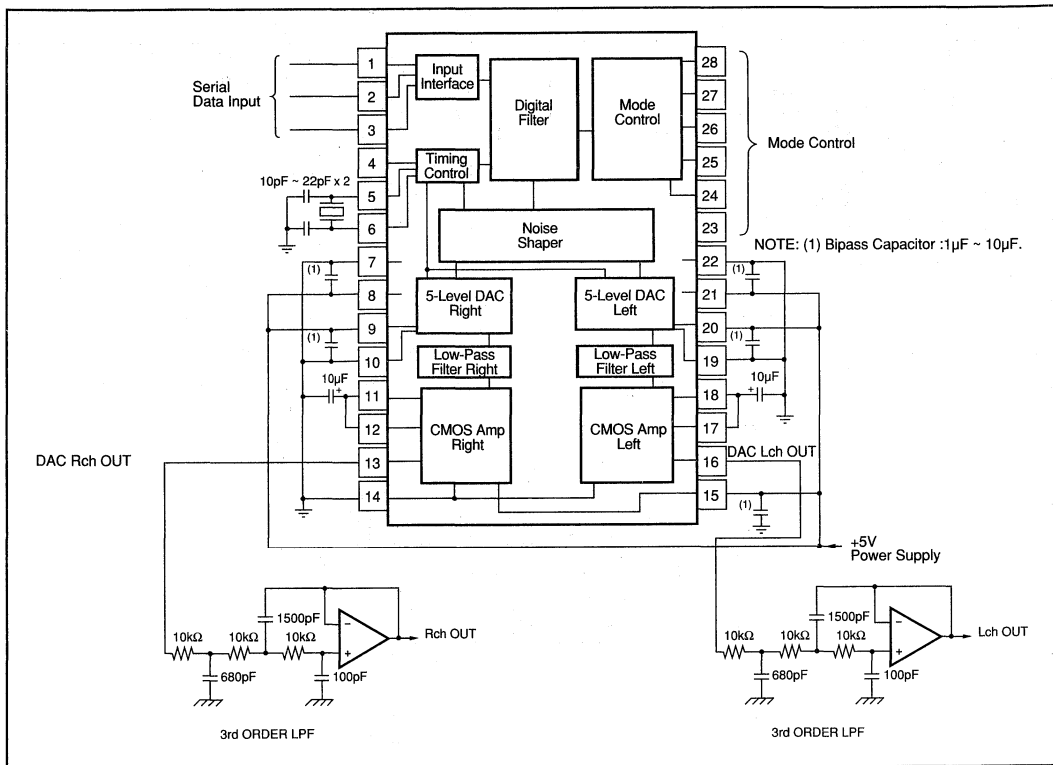 1
2
3
4
5
6
7
8
9
10
11
12
13
14
28
27
26
25
24
23
22
21
20
19
18
17
16
15
Serial
Data Input
Input
Interface
Digital
Filter
Mode
Control
Mode Control
Timing
Control
10pF ~ 22pF x 2
Noise
Shaper
NOTE: (1) Bipass Capacitor :1µF ~ 10µF.
(1)
(1)
(1)
(1)
(1)
5-Level DAC
Right
5-Level DAC
Left
Low-Pass
Filter Right
Low-Pass
Filter Left
10µF
+
+
10µF
CMOS Amp
Right
CMOS Amp
Left
DAC Rch OUT
DAC Lch OUT
+5V
Power Supply
1500pF
10kΩ
10kΩ
10kΩ
−
+
Rch OUT
680pF
100pF
3rd ORDER LPF
1500pF
10kΩ
10kΩ
10kΩ
−
+
Lch OUT
680pF
100pF
3rd ORDER LPF